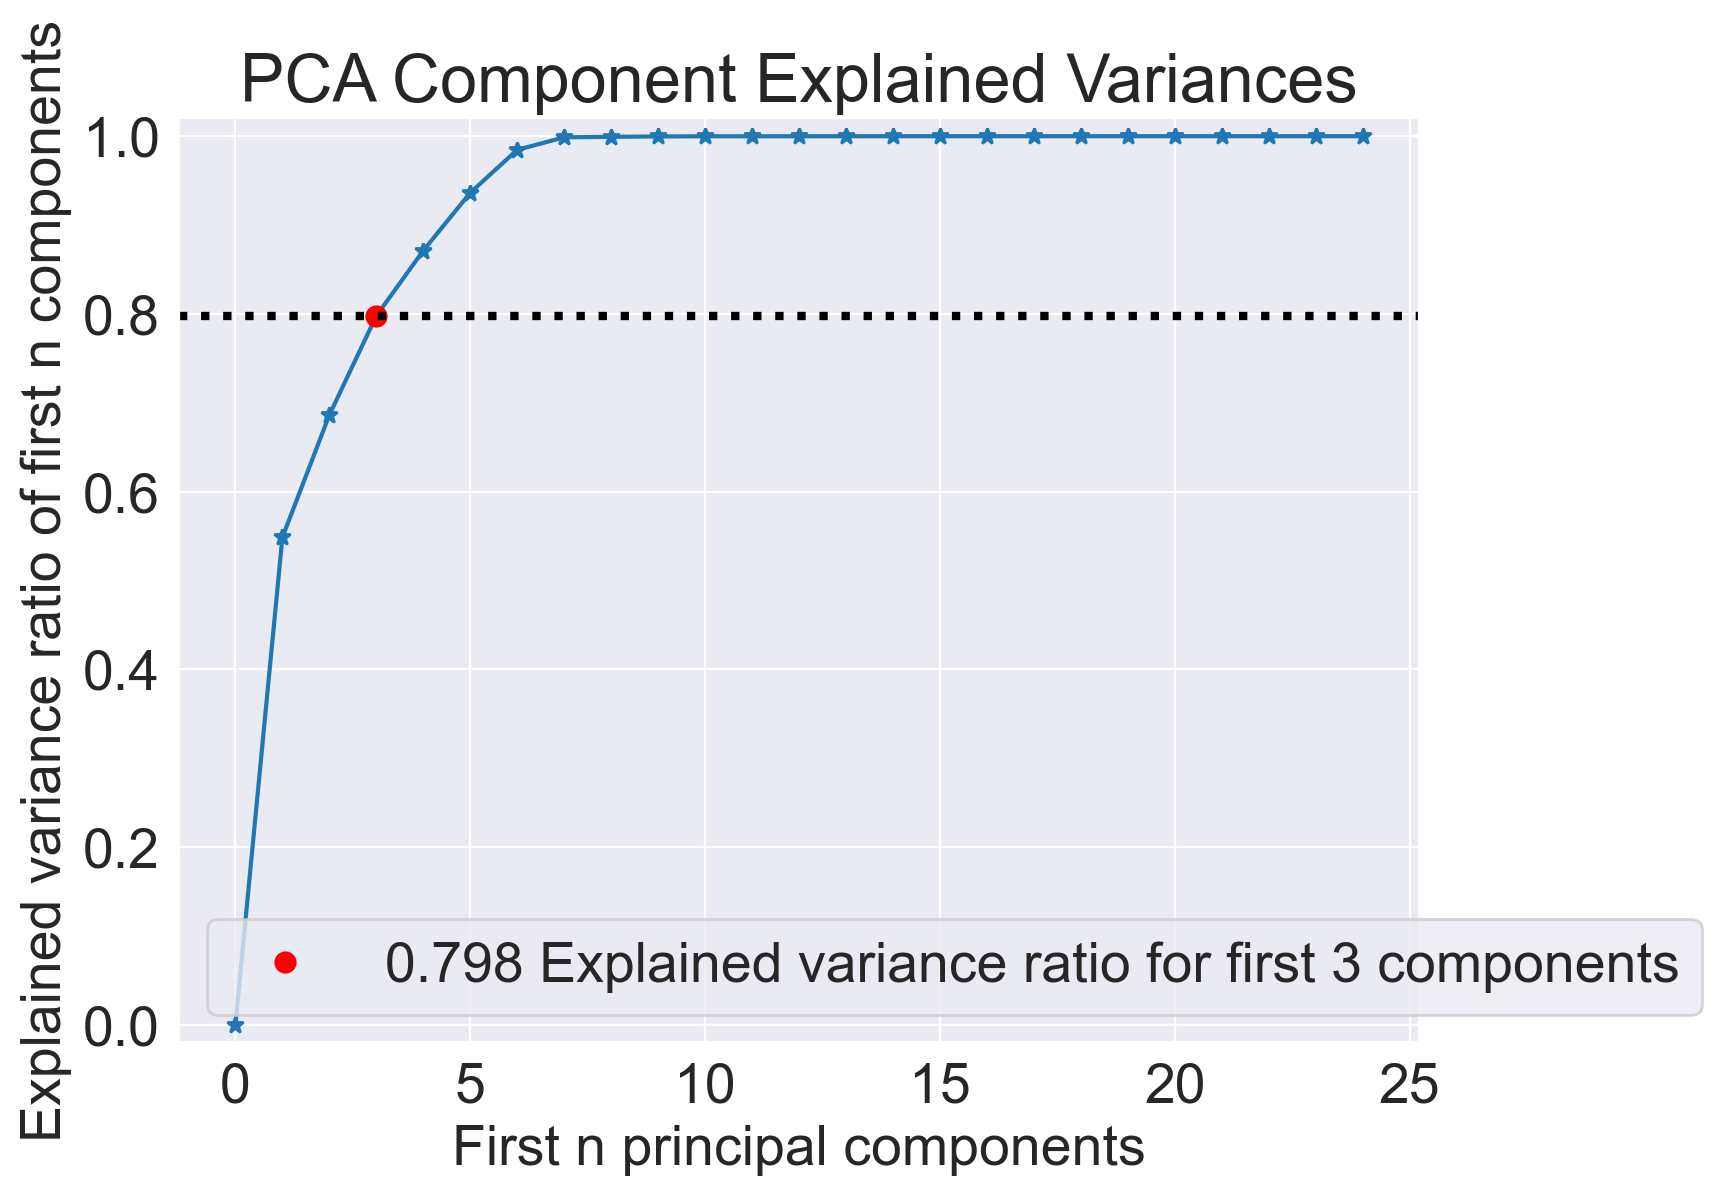 PCA Component Explained Variances
Explained variance ratio of first n components
1.0
0.8
0.6
0.4
0.2
0.0
0.798 Explained variance ratio for first 3 components
0 5 10 15 20 25
First n principal components